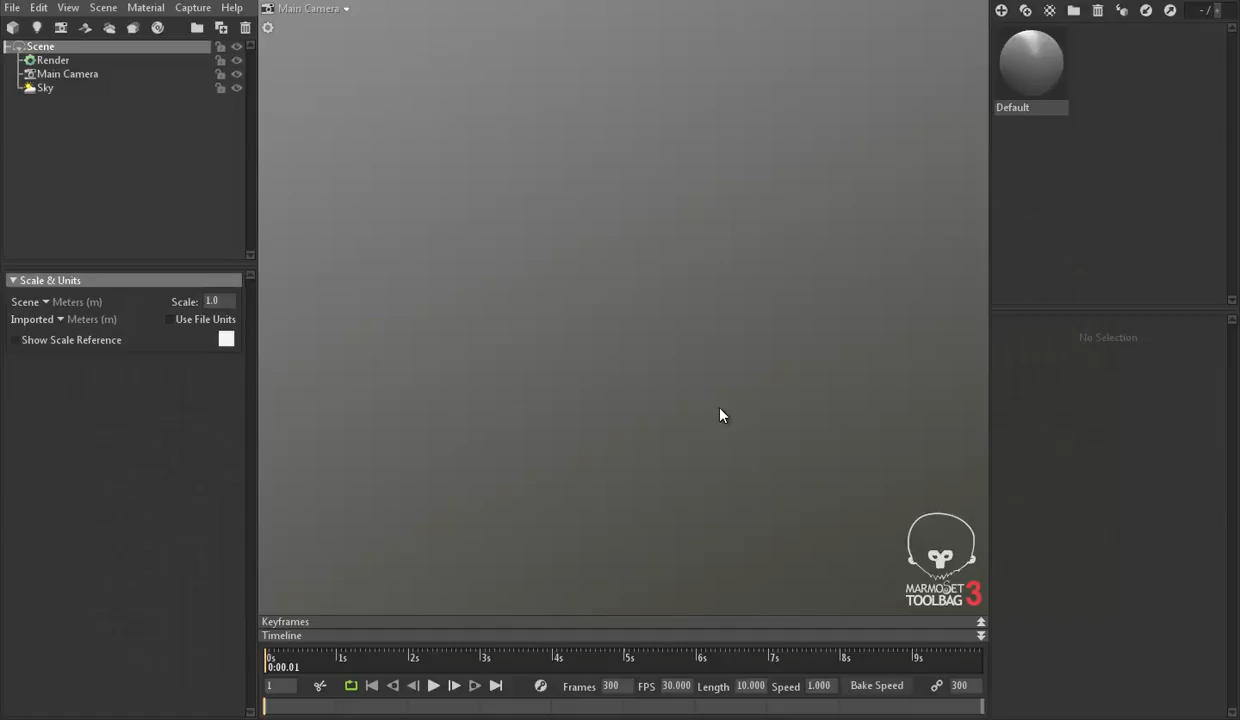 File Edit View Scene Material Capture Help
Main Camera
- /
Scene
Render
Main Camera
Sky
Default
Scale & Units
Scene Meters (m) Scale: 1.0
Imported Meters (m) Use File Units
Show Scale Reference
No Selection
MARMOSET
TOOLBAG 3
Keyframes
Timeline
0s 1s 2s 3s 4s 5s 6s 7s 8s 9s
0:00.01
1 Frames 300 FPS 30.000 Length 10.000 Speed 1.000 Bake Speed 300